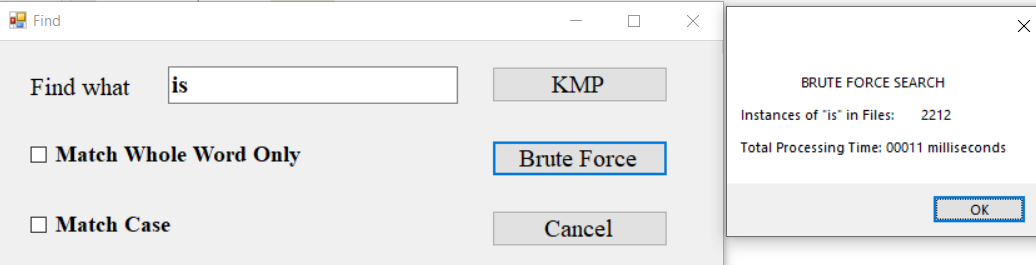 Find
Find what
is
KMP
Match Whole Word Only
Brute Force
Match Case
Cancel
BRUTE FORCE SEARCH
Instances of "is" in Files: 2212
Total Processing Time: 00011 milliseconds
OK